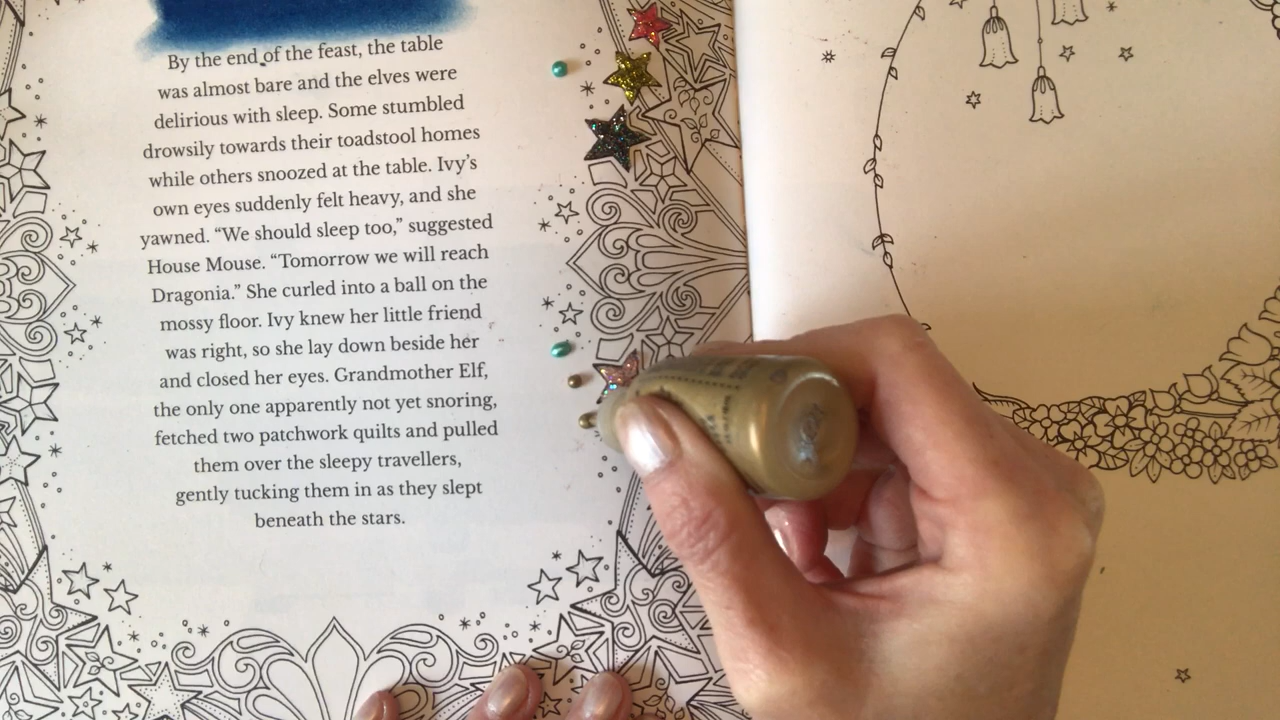 By the end of the feast, the table
was almost bare and the elves were
delirious with sleep. Some stumbled
drowsily towards their toadstool homes
while others snoozed at the table. Ivy’s
own eyes suddenly felt heavy, and she
yawned. “We should sleep too,” suggested
House Mouse. “Tomorrow we will reach
Dragonia.” She curled into a ball on the
mossy floor. Ivy knew her little friend
was right, so she lay down beside her
and closed her eyes. Grandmother Elf,
the only one apparently not yet snoring,
fetched two patchwork quilts and pulled
them over the sleepy travellers,
gently tucking them in as they slept
beneath the stars.